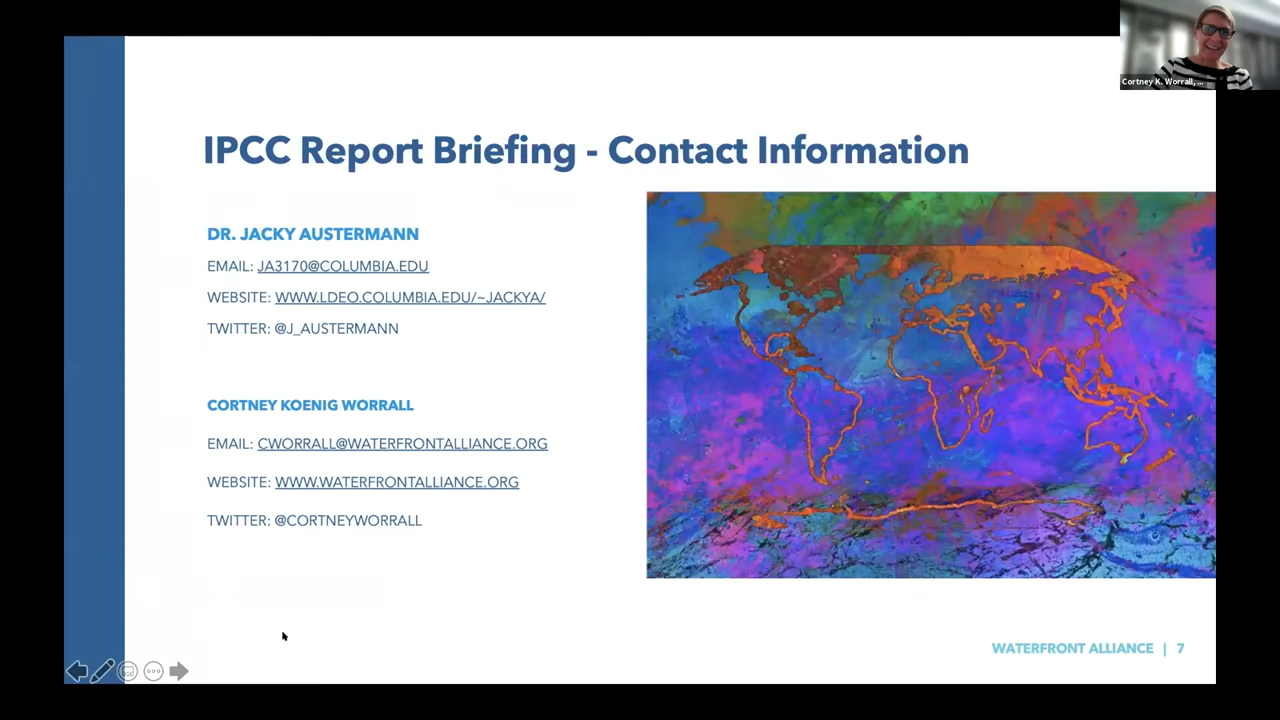 Cortney K. Worrall, ...
IPCC Report Briefing - Contact Information
DR. JACKY AUSTERMANN
EMAIL: JA3170@COLUMBIA.EDU
WEBSITE: WWW.LDEO.COLUMBIA.EDU/~JACKYA/
TWITTER: @J_AUSTERMANN
CORTNEY KOENIG WORRALL
EMAIL: CWORRALL@WATERFRONTALLIANCE.ORG
WEBSITE: WWW.WATERFRONTALLIANCE.ORG
TWITTER: @CORTNEYWORRALL
WATERFRONT ALLIANCE | 7